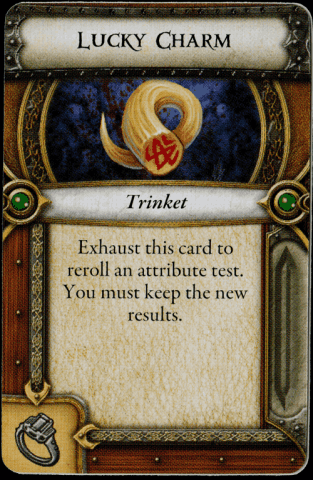 Lucky Charm
Trinket
Exhaust this card to
reroll an attribute test.
You must keep the new
results.